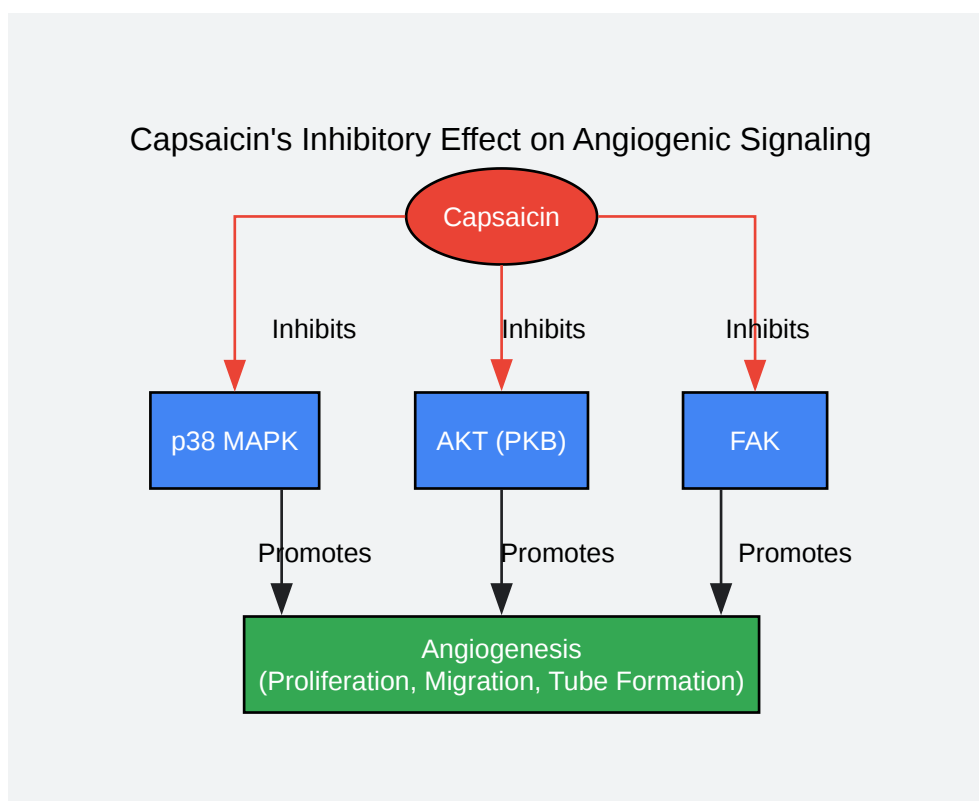 Capsaicin's Inhibitory Effect on Angiogenic Signaling
Capsaicin
Inhibits
Inhibits
Inhibits
p38 MAPK
AKT (PKB)
FAK
Promotes
Promotes
Promotes
Angiogenesis
(Proliferation, Migration, Tube Formation)